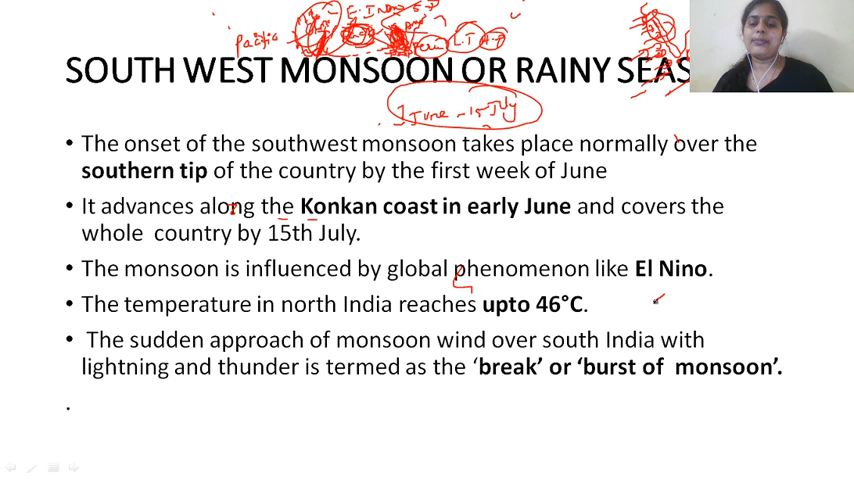 Pacific
SOUTH WEST MONSOON OR RAINY SEAS
1 June - 15 July
• The onset of the southwest monsoon takes place normally over the
southern tip of the country by the first week of June
• It advances along the Konkan coast in early June and covers the
whole country by 15th July.
• The monsoon is influenced by global phenomenon like El Nino.
• The temperature in north India reaches upto 46°C.
• The sudden approach of monsoon wind over south India with
lightning and thunder is termed as the ‘break’ or ‘burst of monsoon’.
.